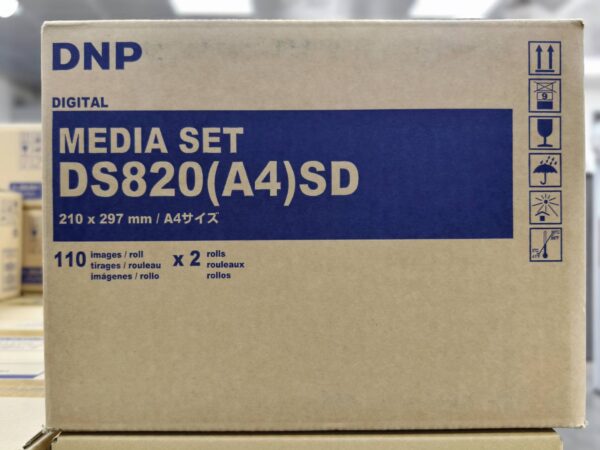 DNP
DIGITAL
MEDIA SET
DS820(A4)SD
210 x 297 mm / A4サイズ
110 images / roll x 2 rolls
tirages / rouleau rouleaux
imágenes / rollo rollos
9